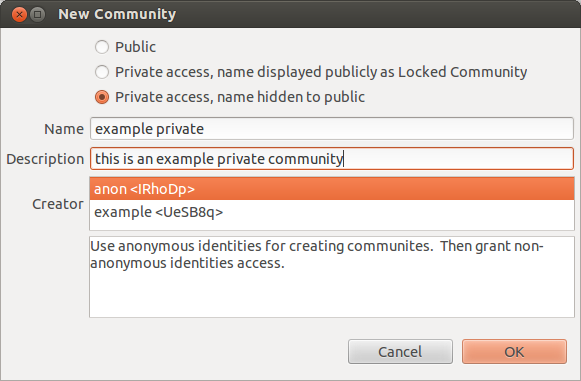 New Community
Public
Private access, name displayed publicly as Locked Community
Private access, name hidden to public
Name example private
Description this is an example private community
Creator
anon <IRhoDp>
example <UeSB8q>
Use anonymous identities for creating communites. Then grant non-
anonymous identities access.
Cancel OK